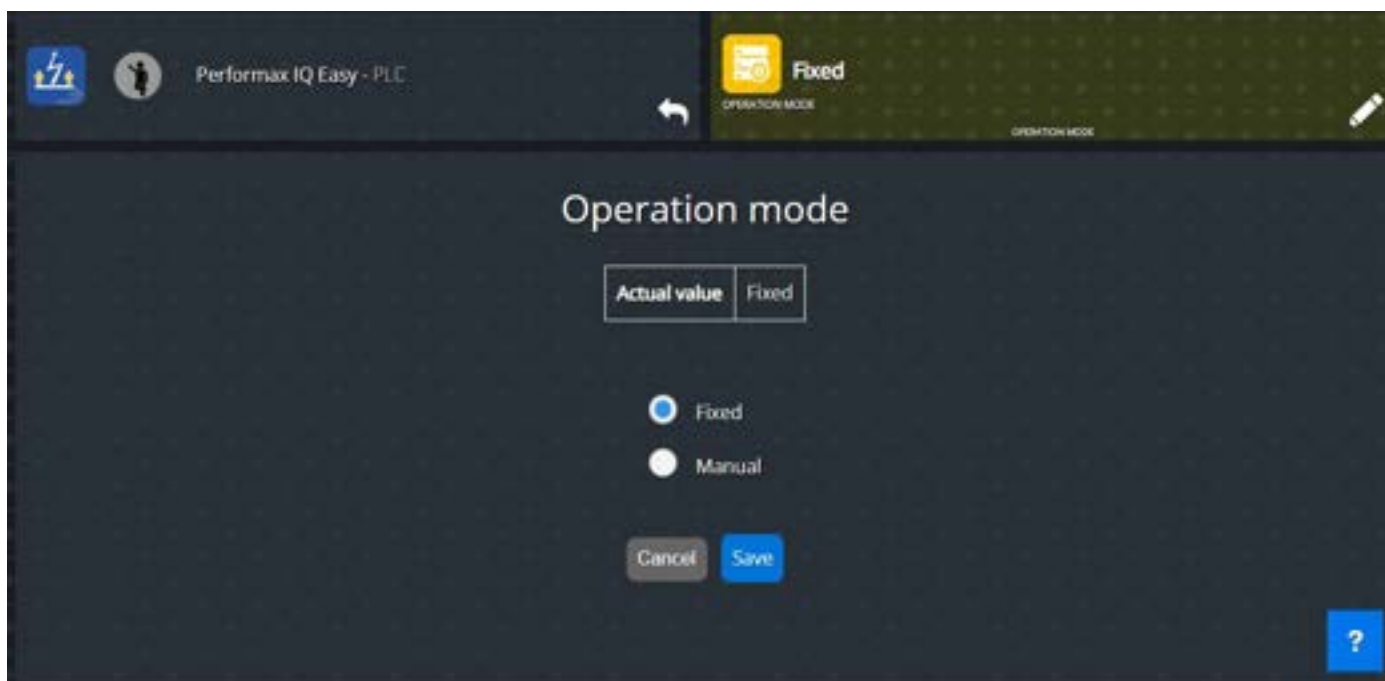 Performax IQ Easy - PLC
Fixed
OPERATION MODE
OPERATION MODE
Operation mode
Actual value Fixed
Fixed
Manual
Cancel Save
?